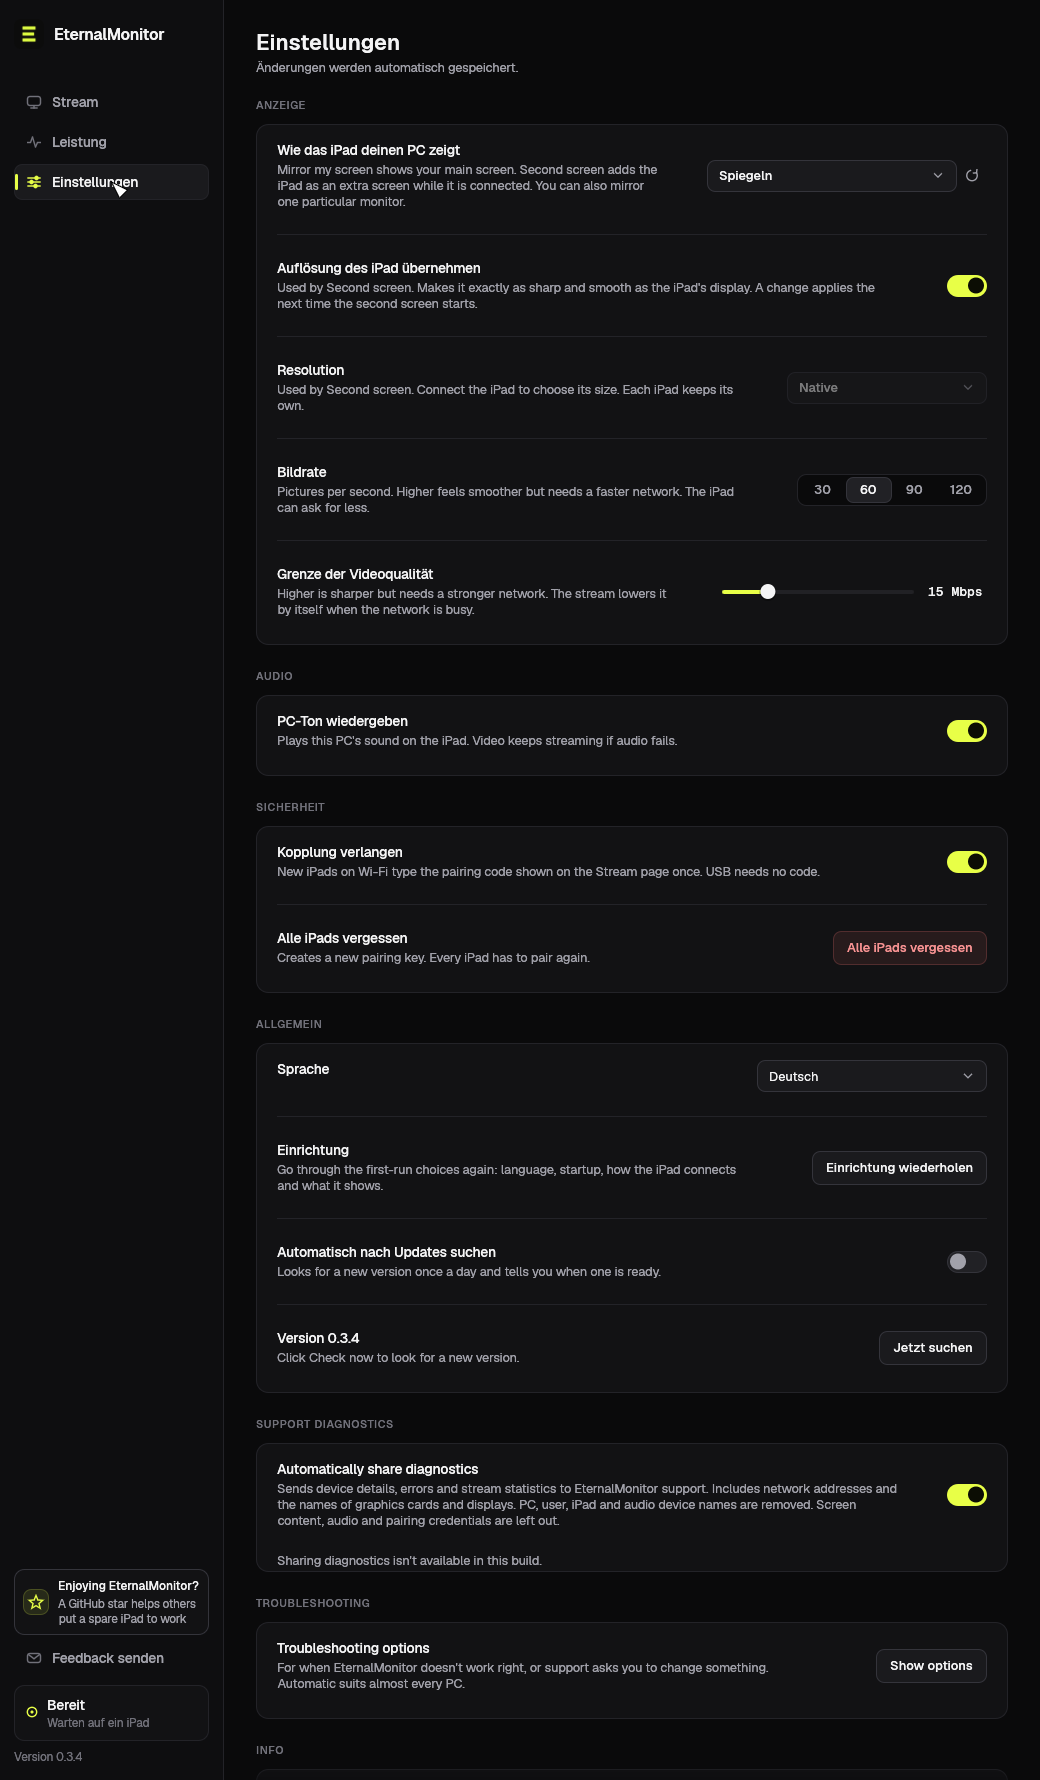 EternalMonitor
Stream
Leistung
Einstellungen
Einstellungen
Änderungen werden automatisch gespeichert.
ANZEIGE
Wie das iPad deinen PC zeigt
Mirror my screen shows your main screen. Second screen adds the
iPad as an extra screen while it is connected. You can also mirror
one particular monitor.
Spiegeln
Auflösung des iPad übernehmen
Used by Second screen. Makes it exactly as sharp and smooth as the iPad's display. A change applies the
next time the second screen starts.
Resolution
Used by Second screen. Connect the iPad to choose its size. Each iPad keeps its
own.
Native
Bildrate
Pictures per second. Higher feels smoother but needs a faster network. The iPad
can ask for less.
30 60 90 120
Grenze der Videoqualität
Higher is sharper but needs a stronger network. The stream lowers it
by itself when the network is busy.
15 Mbps
AUDIO
PC-Ton wiedergeben
Plays this PC's sound on the iPad. Video keeps streaming if audio fails.
SICHERHEIT
Kopplung verlangen
New iPads on Wi-Fi type the pairing code shown on the Stream page once. USB needs no code.
Alle iPads vergessen
Creates a new pairing key. Every iPad has to pair again.
Alle iPads vergessen
ALLGEMEIN
Sprache
Deutsch
Einrichtung
Go through the first-run choices again: language, startup, how the iPad connects
and what it shows.
Einrichtung wiederholen
Automatisch nach Updates suchen
Looks for a new version once a day and tells you when one is ready.
Version 0.3.4
Click Check now to look for a new version.
Jetzt suchen
SUPPORT DIAGNOSTICS
Automatically share diagnostics
Sends device details, errors and stream statistics to EternalMonitor support. Includes network addresses and
the names of graphics cards and displays. PC, user, iPad and audio device names are removed. Screen
content, audio and pairing credentials are left out.
Sharing diagnostics isn't available in this build.
TROUBLESHOOTING
Troubleshooting options
For when EternalMonitor doesn't work right, or support asks you to change something.
Automatic suits almost every PC.
Show options
INFO
Enjoying EternalMonitor?
A GitHub star helps others
put a spare iPad to work
Feedback senden
Bereit
Warten auf ein iPad
Version 0.3.4